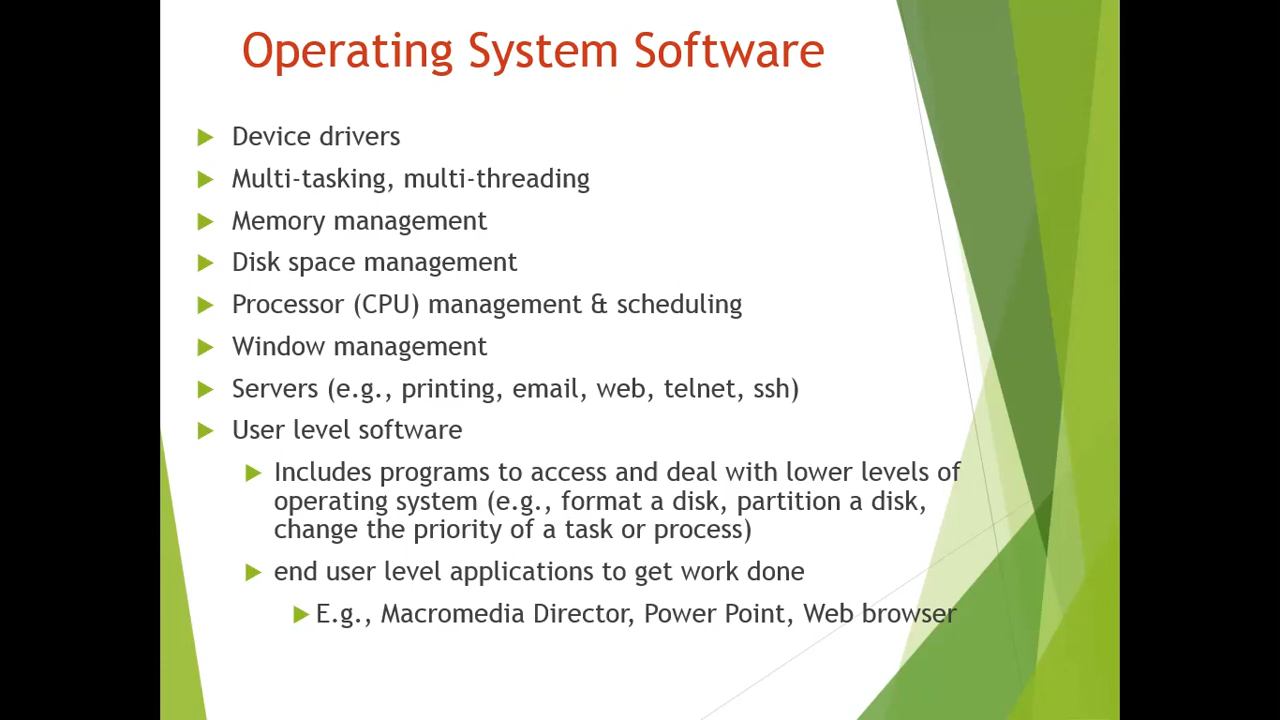 Operating System Software
Device drivers
Multi-tasking, multi-threading
Memory management
Disk space management
Processor (CPU) management & scheduling
Window management
Servers (e.g., printing, email, web, telnet, ssh)
User level software
Includes programs to access and deal with lower levels of
operating system (e.g., format a disk, partition a disk,
change the priority of a task or process)
end user level applications to get work done
E.g., Macromedia Director, Power Point, Web browser